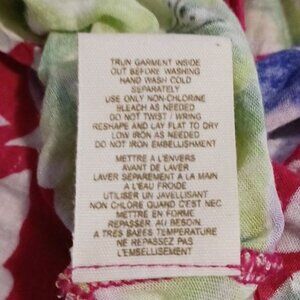 TRUN GARMENT INSIDE
OUT BEFORE WASHING
HAND WASH COLD
SEPARATELY
USE ONLY NON-CHLORINE
BLEACH AS NEEDED
DO NOT TWIST / WRING
RESHAPE AND LAY FLAT TO DRY
LOW IRON AS NEEDED
DO NOT IRON EMBELLISHMENT
METTRE A L'ENVERS
AVANT DE LAVER
LAVER SEPAREMENT A LA MAIN
A L'EAU FROIDE
UTILISER UN JAVELLISANT
NON CHLORE QUAND C'EST NEC
METTRE EN FORME
REPASSER AU BESOIN
A TRES BABES TEMPERATURE
NE REPASSEZ PAS
L'EMBELLISSEMENT